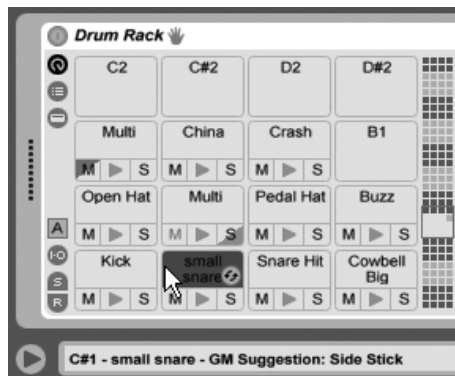 Drum Rack
C2 C#2 D2 D#2
Multi China Crash B1
M S M S M S
Open Hat Multi Pedal Hat Buzz
A M S M S M S M S
I·O Kick small snare Snare Hit Cowbell Big
S
R M S M S M S M S
C#1 - small snare - GM Suggestion: Side Stick